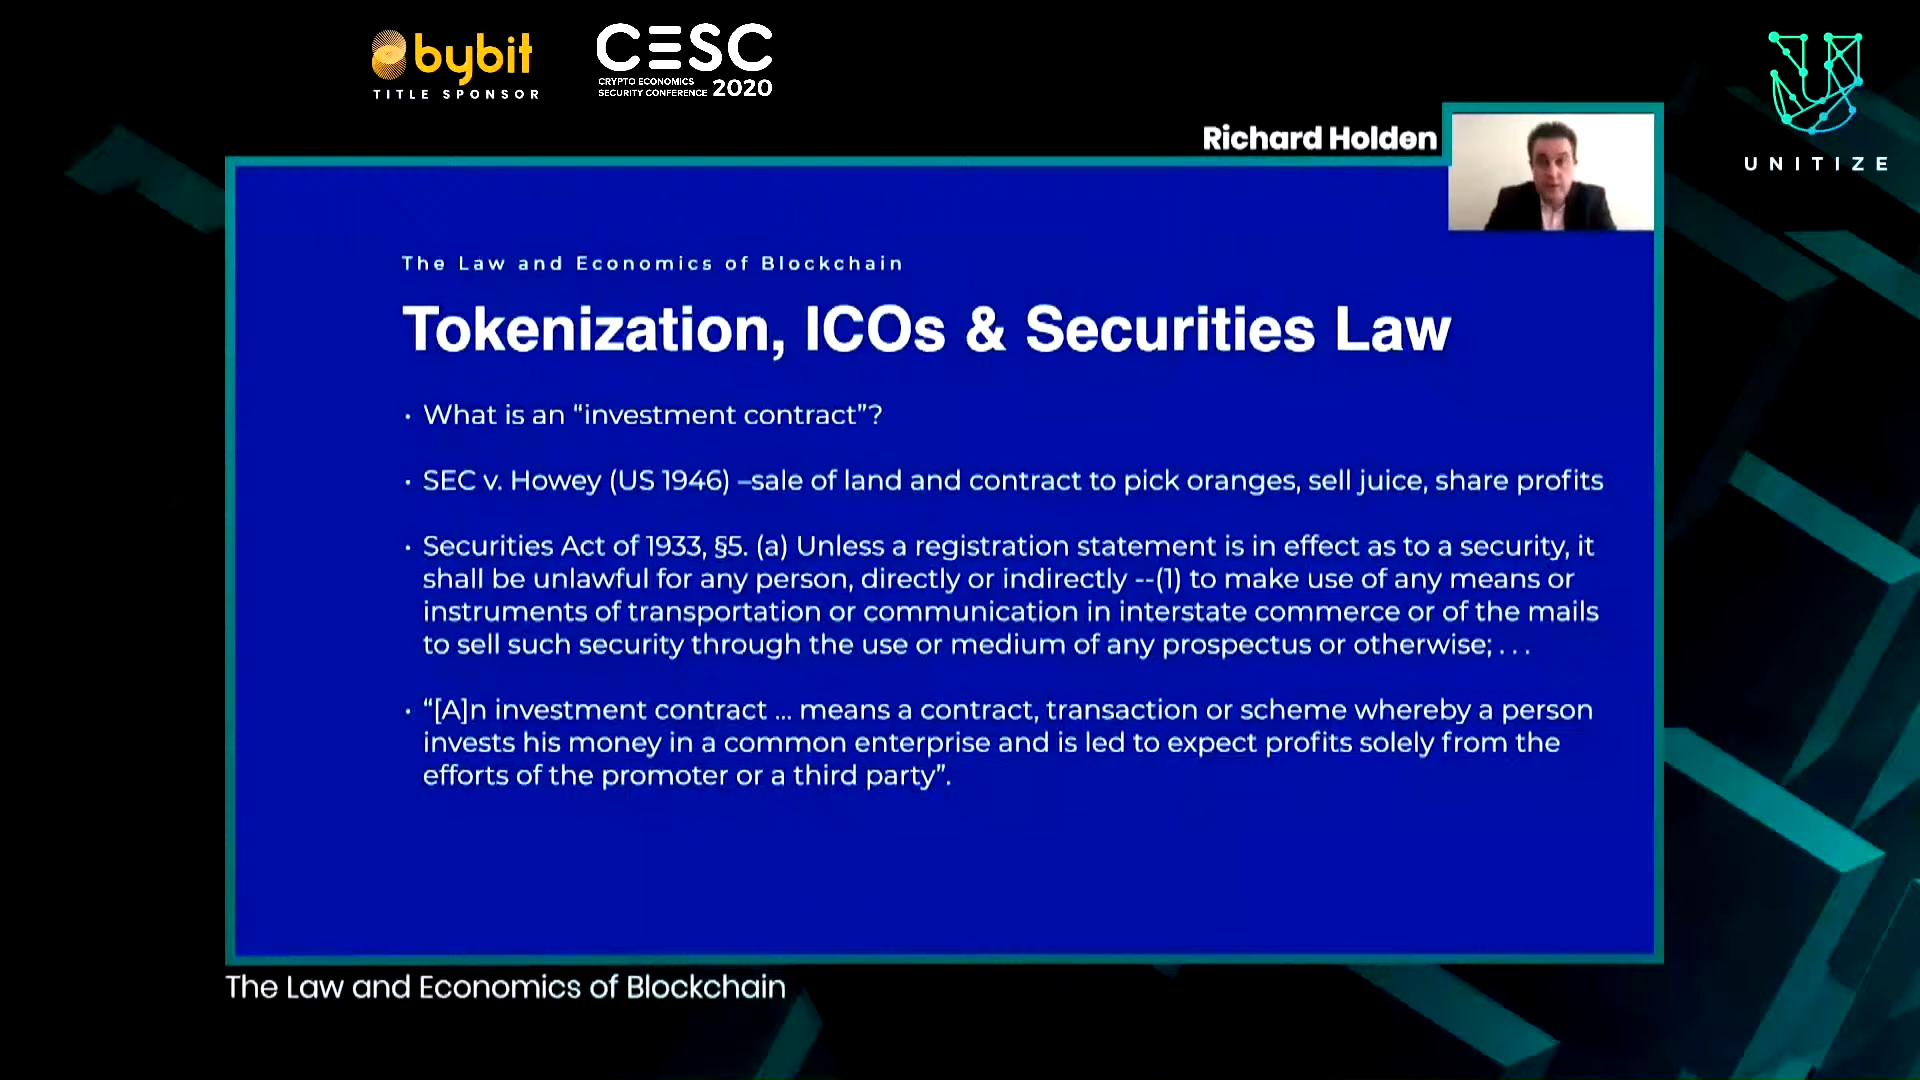 bybit
TITLE SPONSOR
CESC
CRYPTO ECONOMICS
SECURITY CONFERENCE 2020
UNITIZE
Richard Holden
The Law and Economics of Blockchain
Tokenization, ICOs & Securities Law
• What is an “investment contract”?
• SEC v. Howey (US 1946) –sale of land and contract to pick oranges, sell juice, share profits
• Securities Act of 1933, §5. (a) Unless a registration statement is in effect as to a security, it
shall be unlawful for any person, directly or indirectly --(1) to make use of any means or
instruments of transportation or communication in interstate commerce or of the mails
to sell such security through the use or medium of any prospectus or otherwise; . . .
• “[A]n investment contract ... means a contract, transaction or scheme whereby a person
invests his money in a common enterprise and is led to expect profits solely from the
efforts of the promoter or a third party”.
The Law and Economics of Blockchain